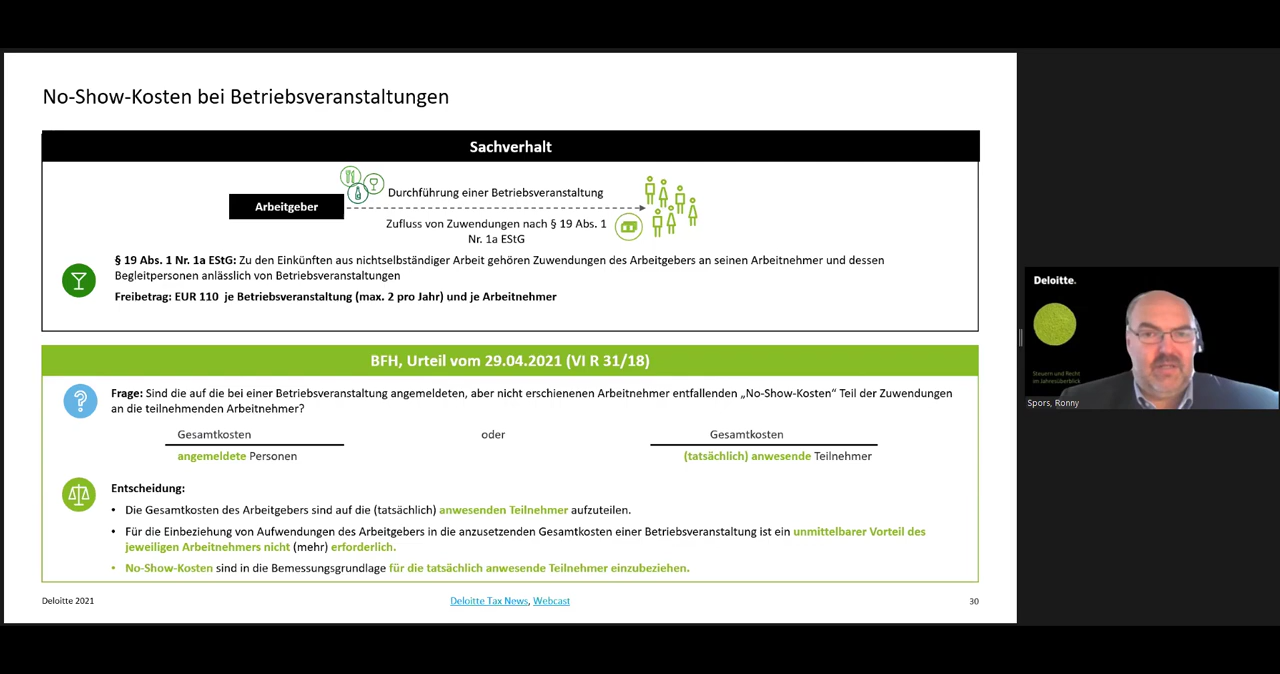 No-Show-Kosten bei Betriebsveranstaltungen
Sachverhalt
Arbeitgeber
Durchführung einer Betriebsveranstaltung
Zufluss von Zuwendungen nach § 19 Abs. 1
Nr. 1a EStG
§ 19 Abs. 1 Nr. 1a EStG: Zu den Einkünften aus nichtselbständiger Arbeit gehören Zuwendungen des Arbeitgebers an seinen Arbeitnehmer und dessen
Begleitpersonen anlässlich von Betriebsveranstaltungen
Freibetrag: EUR 110 je Betriebsveranstaltung (max. 2 pro Jahr) und je Arbeitnehmer
BFH, Urteil vom 29.04.2021 (VI R 31/18)
Frage: Sind die auf die bei einer Betriebsveranstaltung angemeldeten, aber nicht erschienenen Arbeitnehmer entfallenden „No-Show-Kosten“ Teil der Zuwendungen
an die teilnehmenden Arbeitnehmer?
Gesamtkosten
angemeldete Personen
oder
Gesamtkosten
(tatsächlich) anwesende Teilnehmer
Entscheidung:
• Die Gesamtkosten des Arbeitgebers sind auf die (tatsächlich) anwesenden Teilnehmer aufzuteilen.
• Für die Einbeziehung von Aufwendungen des Arbeitgebers in die anzusetzenden Gesamtkosten einer Betriebsveranstaltung ist ein unmittelbarer Vorteil des
jeweiligen Arbeitnehmers nicht (mehr) erforderlich.
• No-Show-Kosten sind in die Bemessungsgrundlage für die tatsächlich anwesende Teilnehmer einzubeziehen.
Deloitte 2021
Deloitte Tax News, Webcast
30
Deloitte.
Steuern und Recht
im Jahresüberblick
Spors, Ronny